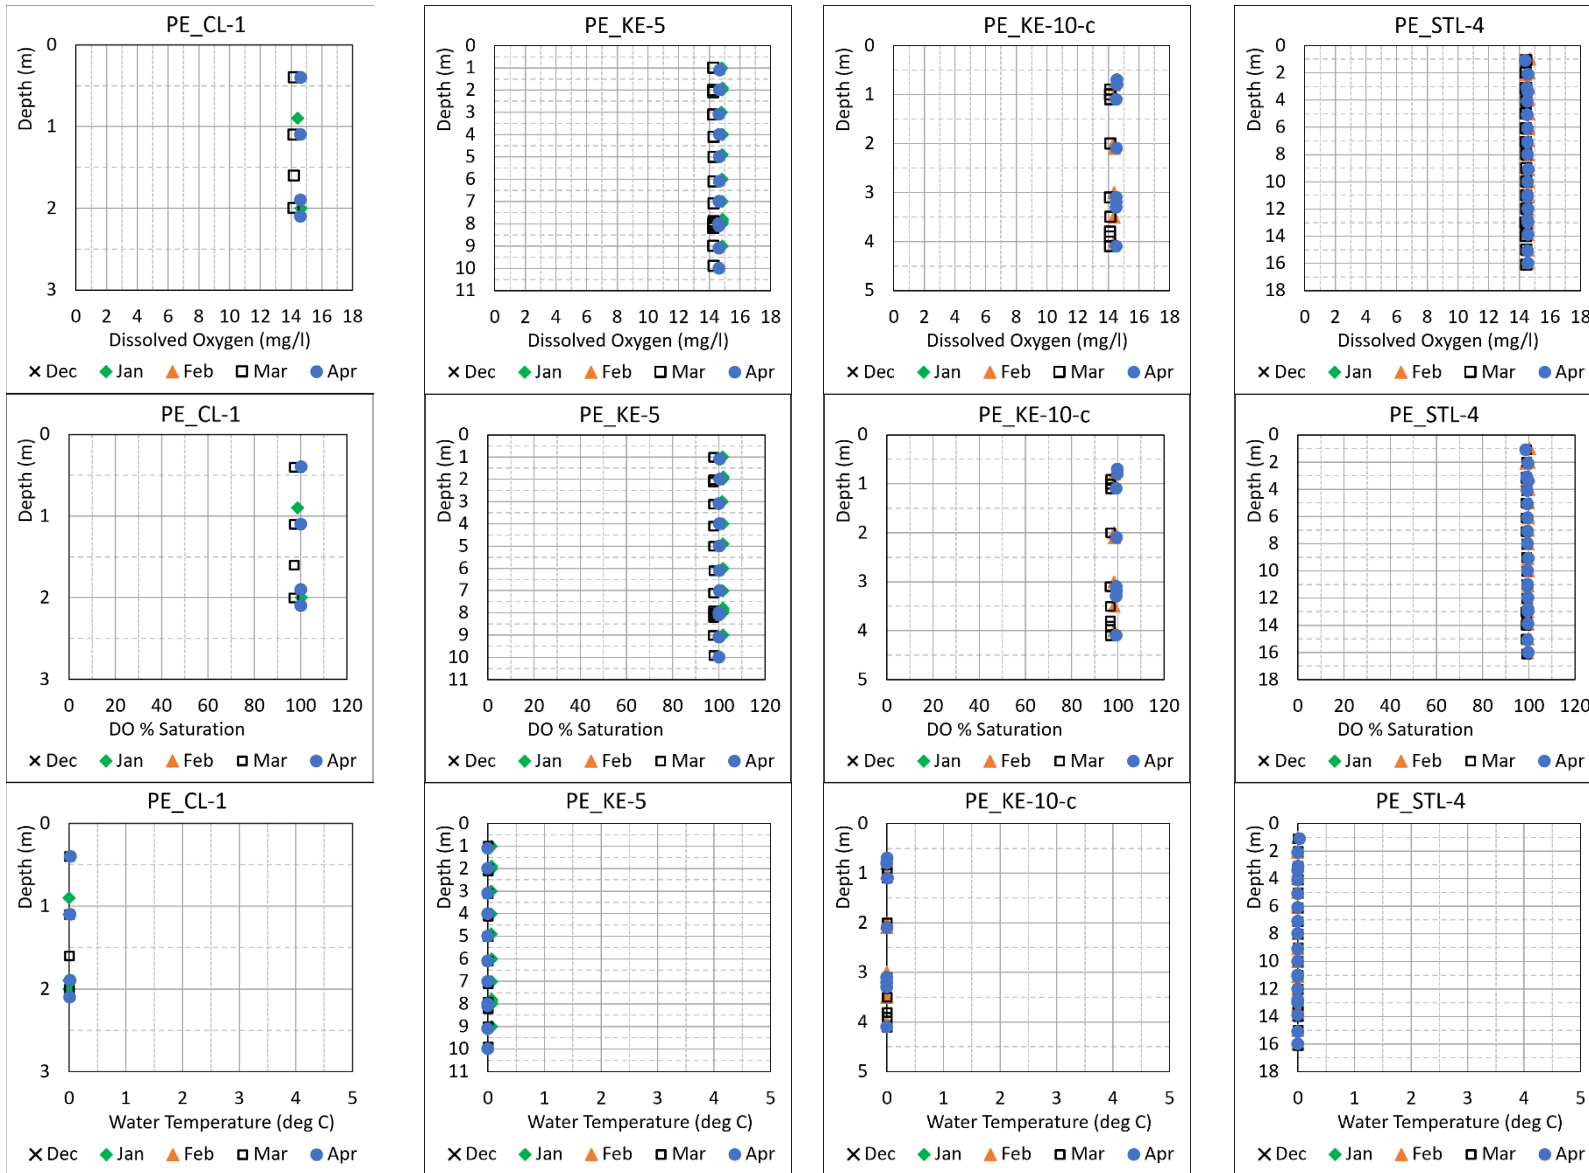 PE_CL-1
Depth (m)
0
1
2
3
0 2 4 6 8 10 12 14 16 18
Dissolved Oxygen (mg/l)
Dec Jan Feb Mar Apr
PE_KE-5
Depth (m)
0
1
2
3
4
5
6
7
8
9
10
11
0 2 4 6 8 10 12 14 16 18
Dissolved Oxygen (mg/l)
Dec Jan Feb Mar Apr
PE_KE-10-c
Depth (m)
0
1
2
3
4
5
0 2 4 6 8 10 12 14 16 18
Dissolved Oxygen (mg/l)
Dec Jan Feb Mar Apr
PE_STL-4
Depth (m)
0
2
4
6
8
10
12
14
16
18
0 2 4 6 8 10 12 14 16 18
Dissolved Oxygen (mg/l)
Dec Jan Feb Mar Apr
PE_CL-1
Depth (m)
0
1
2
3
0 20 40 60 80 100 120
DO % Saturation
Dec Jan Feb Mar Apr
PE_KE-5
Depth (m)
0
1
2
3
4
5
6
7
8
9
10
11
0 20 40 60 80 100 120
DO % Saturation
Dec Jan Feb Mar Apr
PE_KE-10-c
Depth (m)
0
1
2
3
4
5
0 20 40 60 80 100 120
DO % Saturation
Dec Jan Feb Mar Apr
PE_STL-4
Depth (m)
0
2
4
6
8
10
12
14
16
18
0 20 40 60 80 100 120
DO % Saturation
Dec Jan Feb Mar Apr
PE_CL-1
Depth (m)
0
1
2
3
0 1 2 3 4 5
Water Temperature (deg C)
Dec Jan Feb Mar Apr
PE_KE-5
Depth (m)
0
1
2
3
4
5
6
7
8
9
10
11
0 1 2 3 4 5
Water Temperature (deg C)
Dec Jan Feb Mar Apr
PE_KE-10-c
Depth (m)
0
1
2
3
4
5
0 1 2 3 4 5
Water Temperature (deg C)
Dec Jan Feb Mar Apr
PE_STL-4
Depth (m)
0
2
4
6
8
10
12
14
16
18
0 1 2 3 4 5
Water Temperature (deg C)
Dec Jan Feb Mar Apr